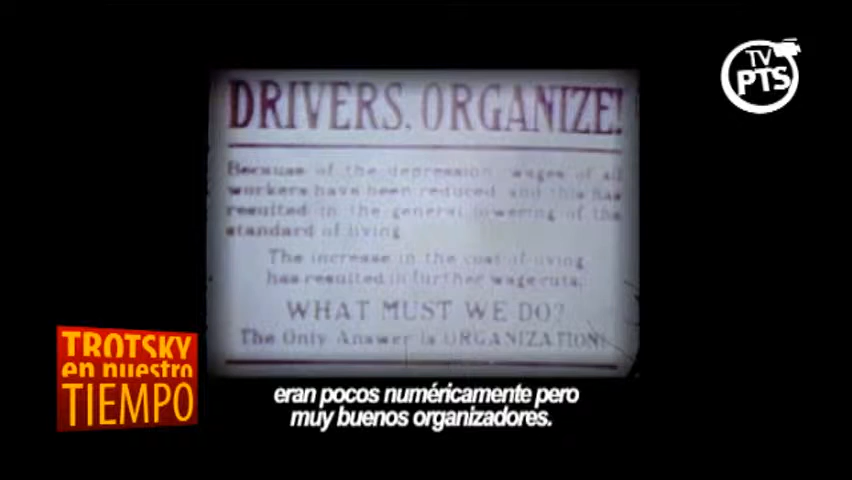 TV
PTS
DRIVERS, ORGANIZE!
Because of the depression wages of all
workers have been reduced and this has
resulted in the general lowering of the
standard of living
The increase in the cost of living
has resulted in further wage cuts.
WHAT MUST WE DO?
The Only Answer is ORGANIZATION!
TROTSKY
en nuestro
TIEMPO
eran pocos numéricamente pero
muy buenos organizadores.